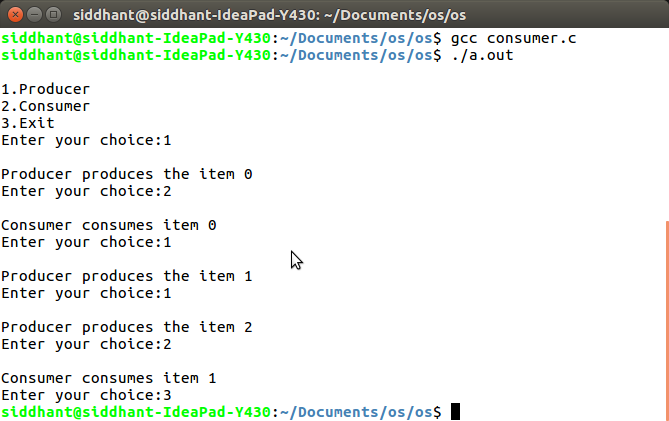 siddhant@siddhant-IdeaPad-Y430: ~/Documents/os/os
siddhant@siddhant-IdeaPad-Y430:~/Documents/os/os$ gcc consumer.c
siddhant@siddhant-IdeaPad-Y430:~/Documents/os/os$ ./a.out
1.Producer
2.Consumer
3.Exit
Enter your choice:1
Producer produces the item 0
Enter your choice:2
Consumer consumes item 0
Enter your choice:1
Producer produces the item 1
Enter your choice:1
Producer produces the item 2
Enter your choice:2
Consumer consumes item 1
Enter your choice:3
siddhant@siddhant-IdeaPad-Y430:~/Documents/os/os$